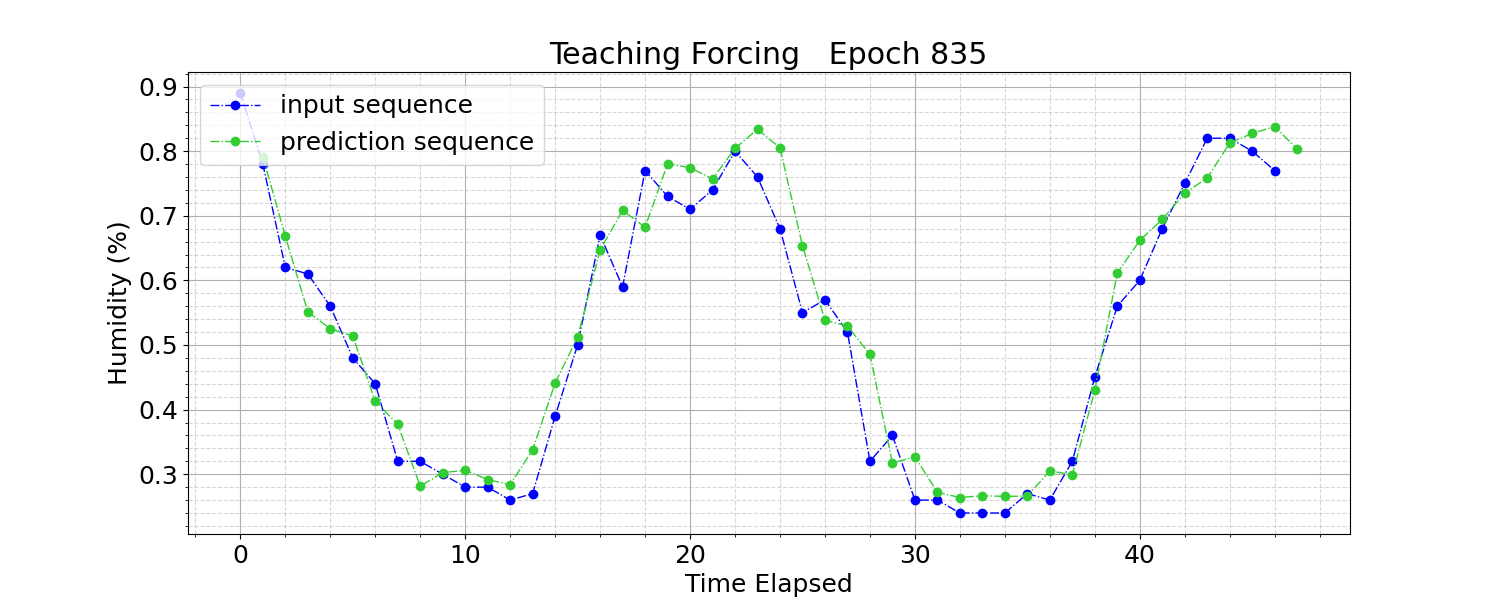 Teaching Forcing   Epoch 835
0.9
0.8
0.7
0.6
0.5
0.4
0.3
Humidity (%)
input sequence
prediction sequence
0
10
20
30
40
Time Elapsed